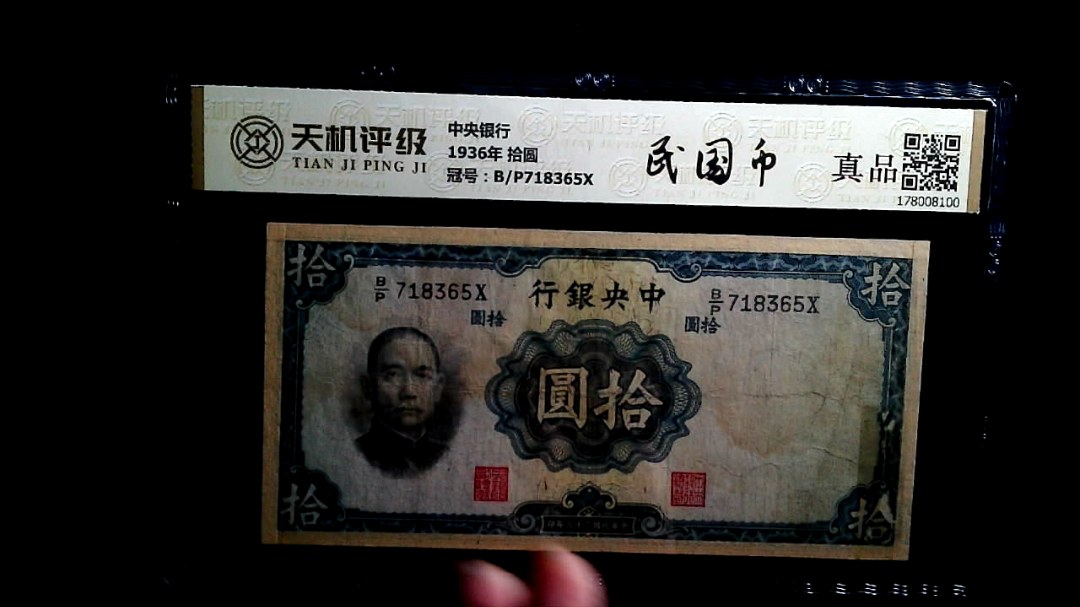 天机评级
TIAN JI PING JI
中央银行
1936年 拾圆
冠号：B/P718365X
民国币
真品
178008100
拾
拾
B/P 718365X
行銀央中
B/P 718365X
圓拾
圓拾
圓拾
拾
拾